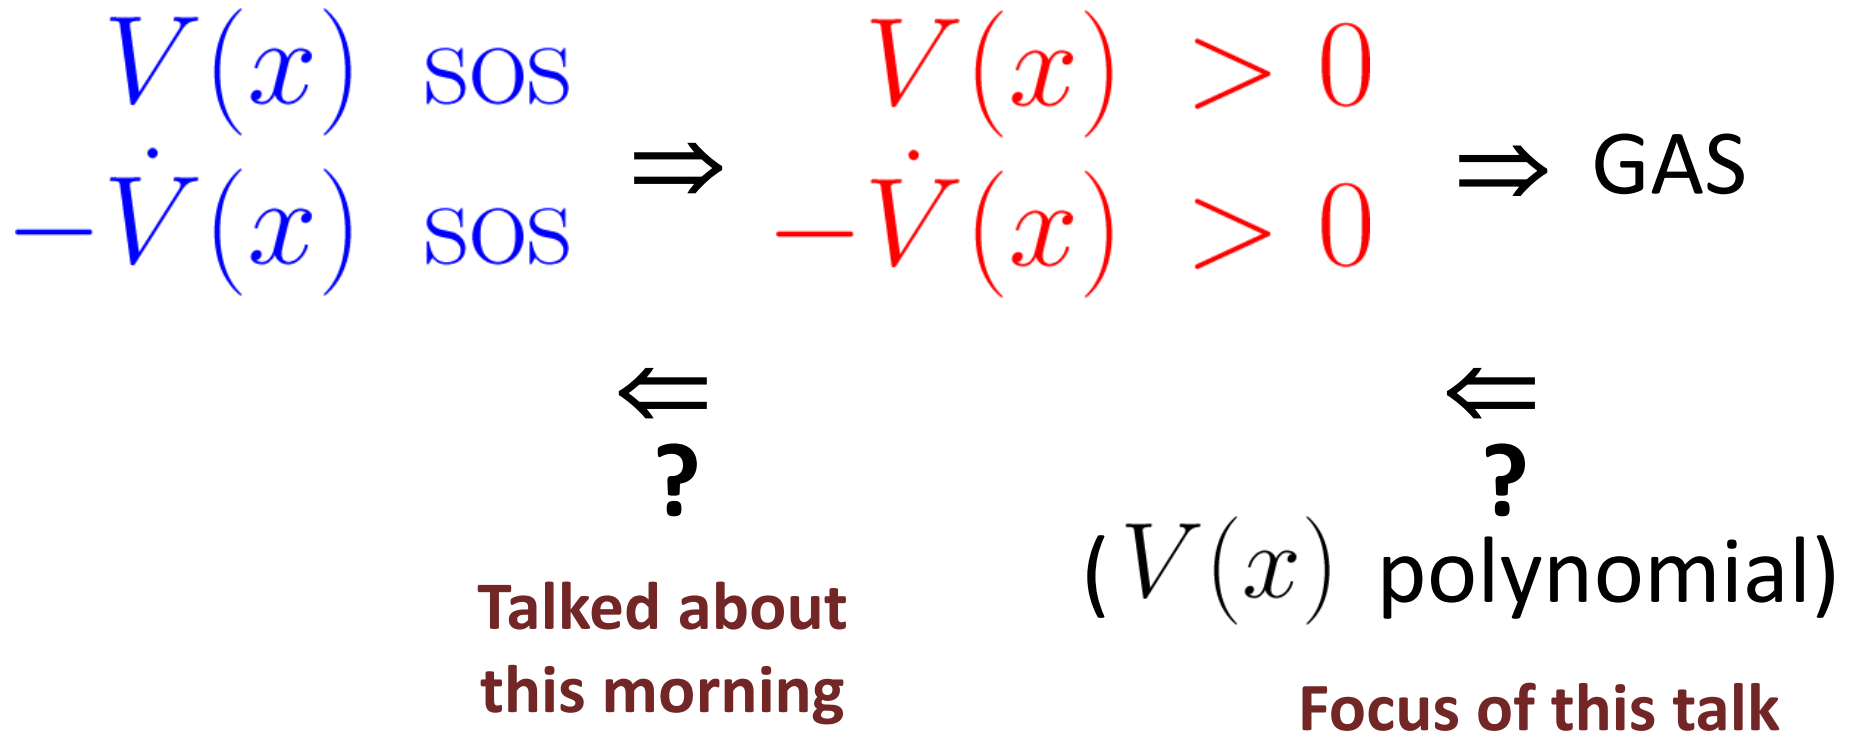 V(x) sos ⇒ V(x) > 0 ⇒ GAS
−V̇(x) sos −V̇(x) > 0
⇐ ⇐
? ?
(V(x) polynomial)
Talked about
this morning
Focus of this talk